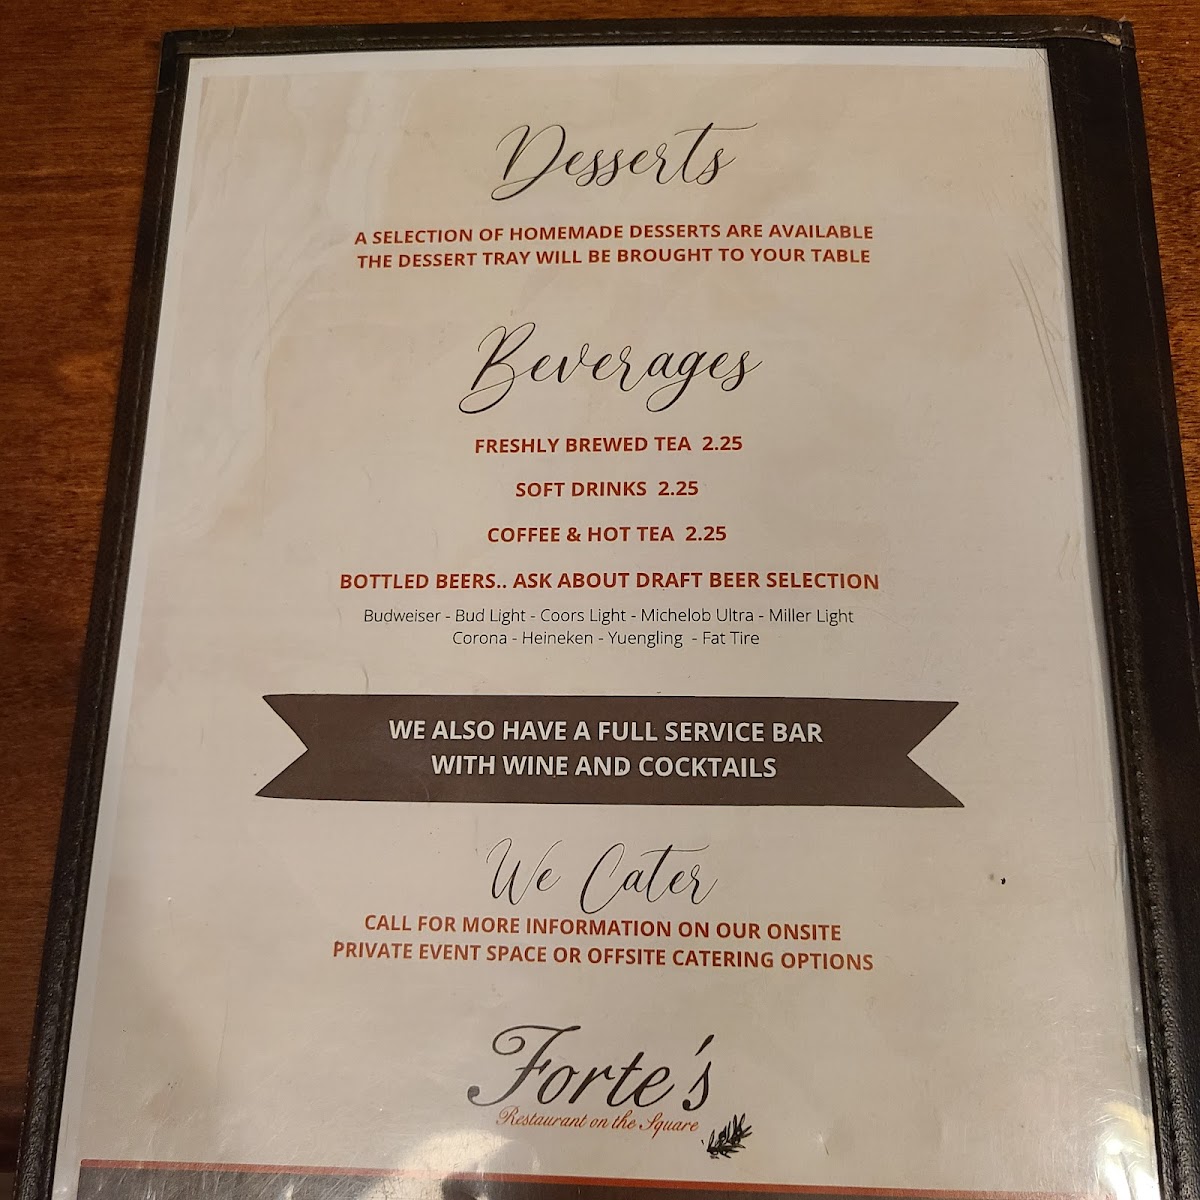 Desserts
A SELECTION OF HOMEMADE DESSERTS ARE AVAILABLE
THE DESSERT TRAY WILL BE BROUGHT TO YOUR TABLE
Beverages
FRESHLY BREWED TEA 2.25
SOFT DRINKS 2.25
COFFEE & HOT TEA 2.25
BOTTLED BEERS.. ASK ABOUT DRAFT BEER SELECTION
Budweiser - Bud Light - Coors Light - Michelob Ultra - Miller Light
Corona - Heineken - Yuengling - Fat Tire
WE ALSO HAVE A FULL SERVICE BAR
WITH WINE AND COCKTAILS
We Cater
CALL FOR MORE INFORMATION ON OUR ONSITE
PRIVATE EVENT SPACE OR OFFSITE CATERING OPTIONS
Forte's
Restaurant on the Square